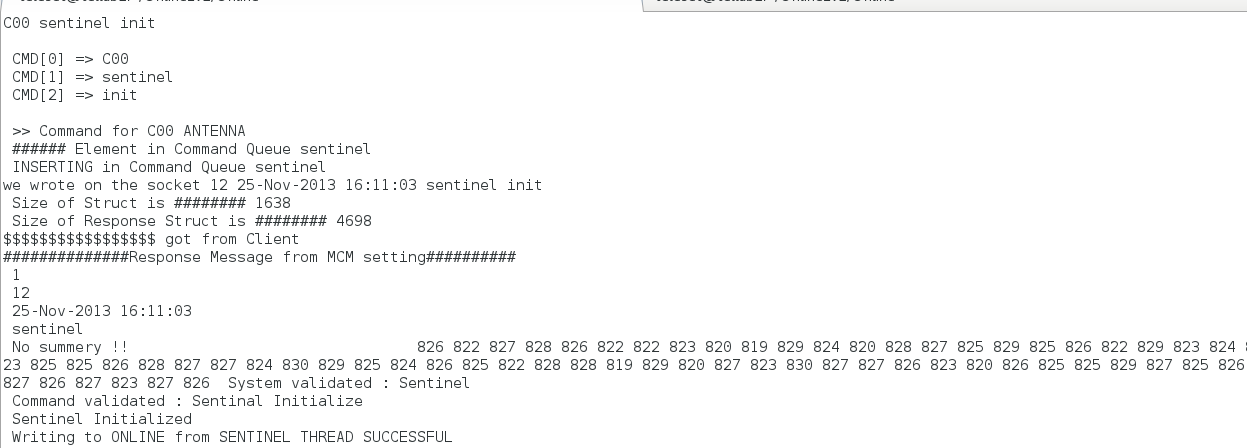 C00 sentinel init
CMD[0] => C00
CMD[1] => sentinel
CMD[2] => init
>> Command for C00 ANTENNA
###### Element in Command Queue sentinel
INSERTING in Command Queue sentinel
we wrote on the socket 12 25-Nov-2013 16:11:03 sentinel init
Size of Struct is ######## 1638
Size of Response Struct is ######## 4698
$$$$$$$$$$$$$$$$$ got from Client
##############Response Message from MCM setting##########
1
12
25-Nov-2013 16:11:03
sentinel
No summery !! 826 822 827 828 826 822 822 823 820 819 829 824 820 828 827 825 829 825 826 822 829 823 824
23 825 825 826 828 827 827 824 830 829 825 824 826 825 822 828 828 819 829 820 827 823 830 827 827 826 823 820 826 825 825 829 827 825 826
827 826 827 823 827 826 System validated : Sentinel
Command validated : Sentinal Initialize
Sentinel Initialized
Writing to ONLINE from SENTINEL THREAD SUCCESSFUL